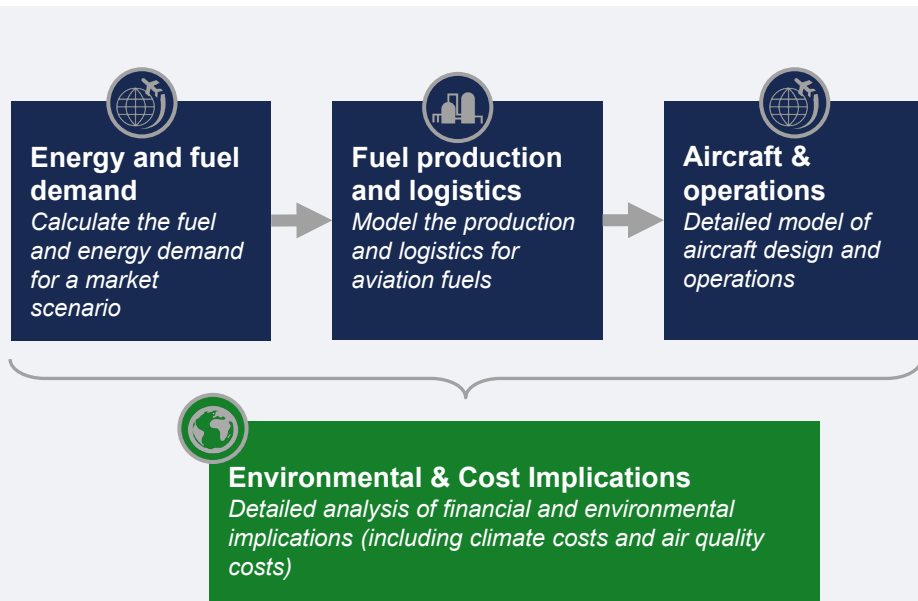 Energy and fuel
demand
Calculate the fuel
and energy demand
for a market
scenario
Fuel production
and logistics
Model the production
and logistics for
aviation fuels
Aircraft &
operations
Detailed model of
aircraft design and
operations
Environmental & Cost Implications
Detailed analysis of financial and environmental
implications (including climate costs and air quality
costs)